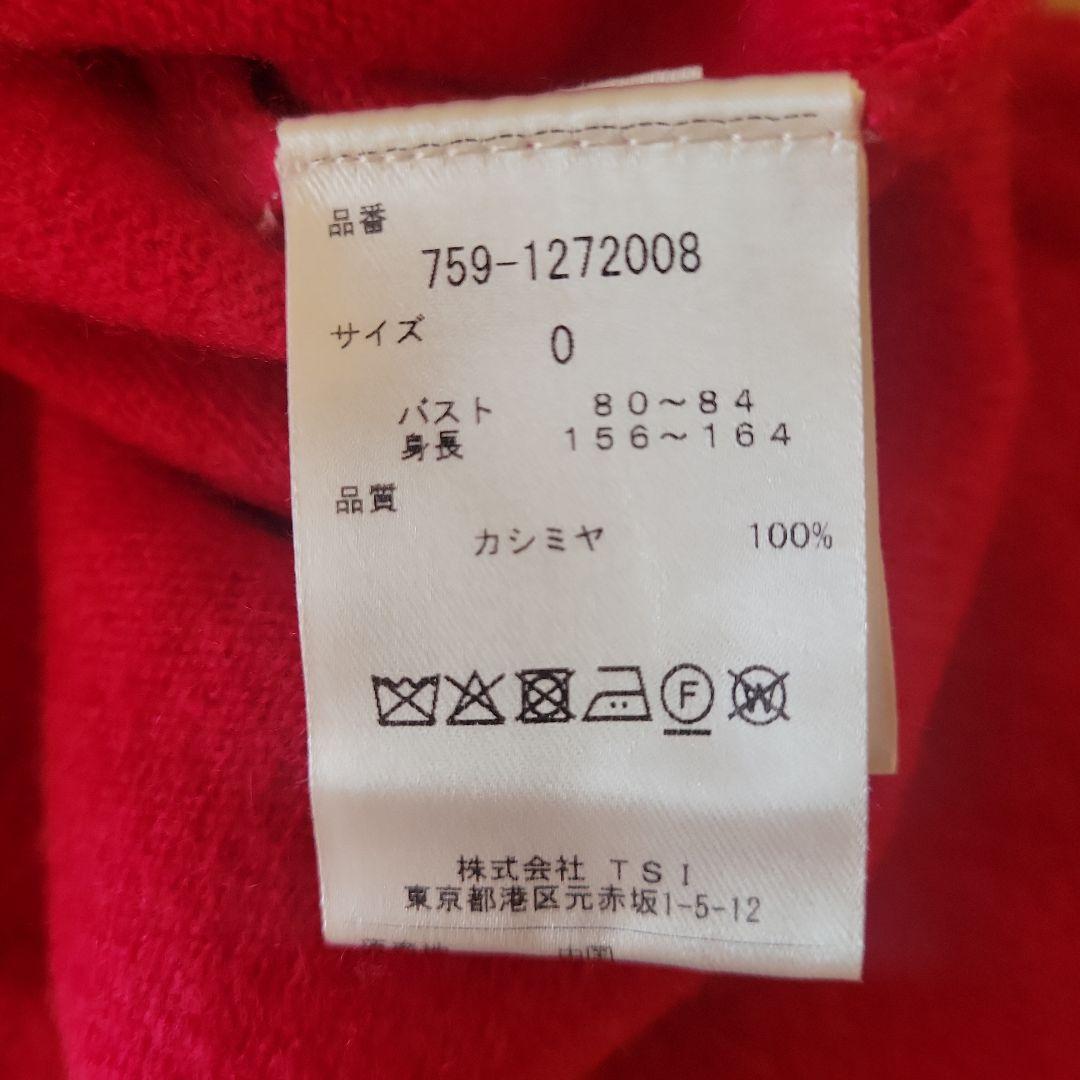 品番
759-1272008
サイズ 0
バスト 80～84
身長 156～164
品質
カシミヤ 100%
F W
株式会社 TSI
東京都港区元赤坂1-5-12